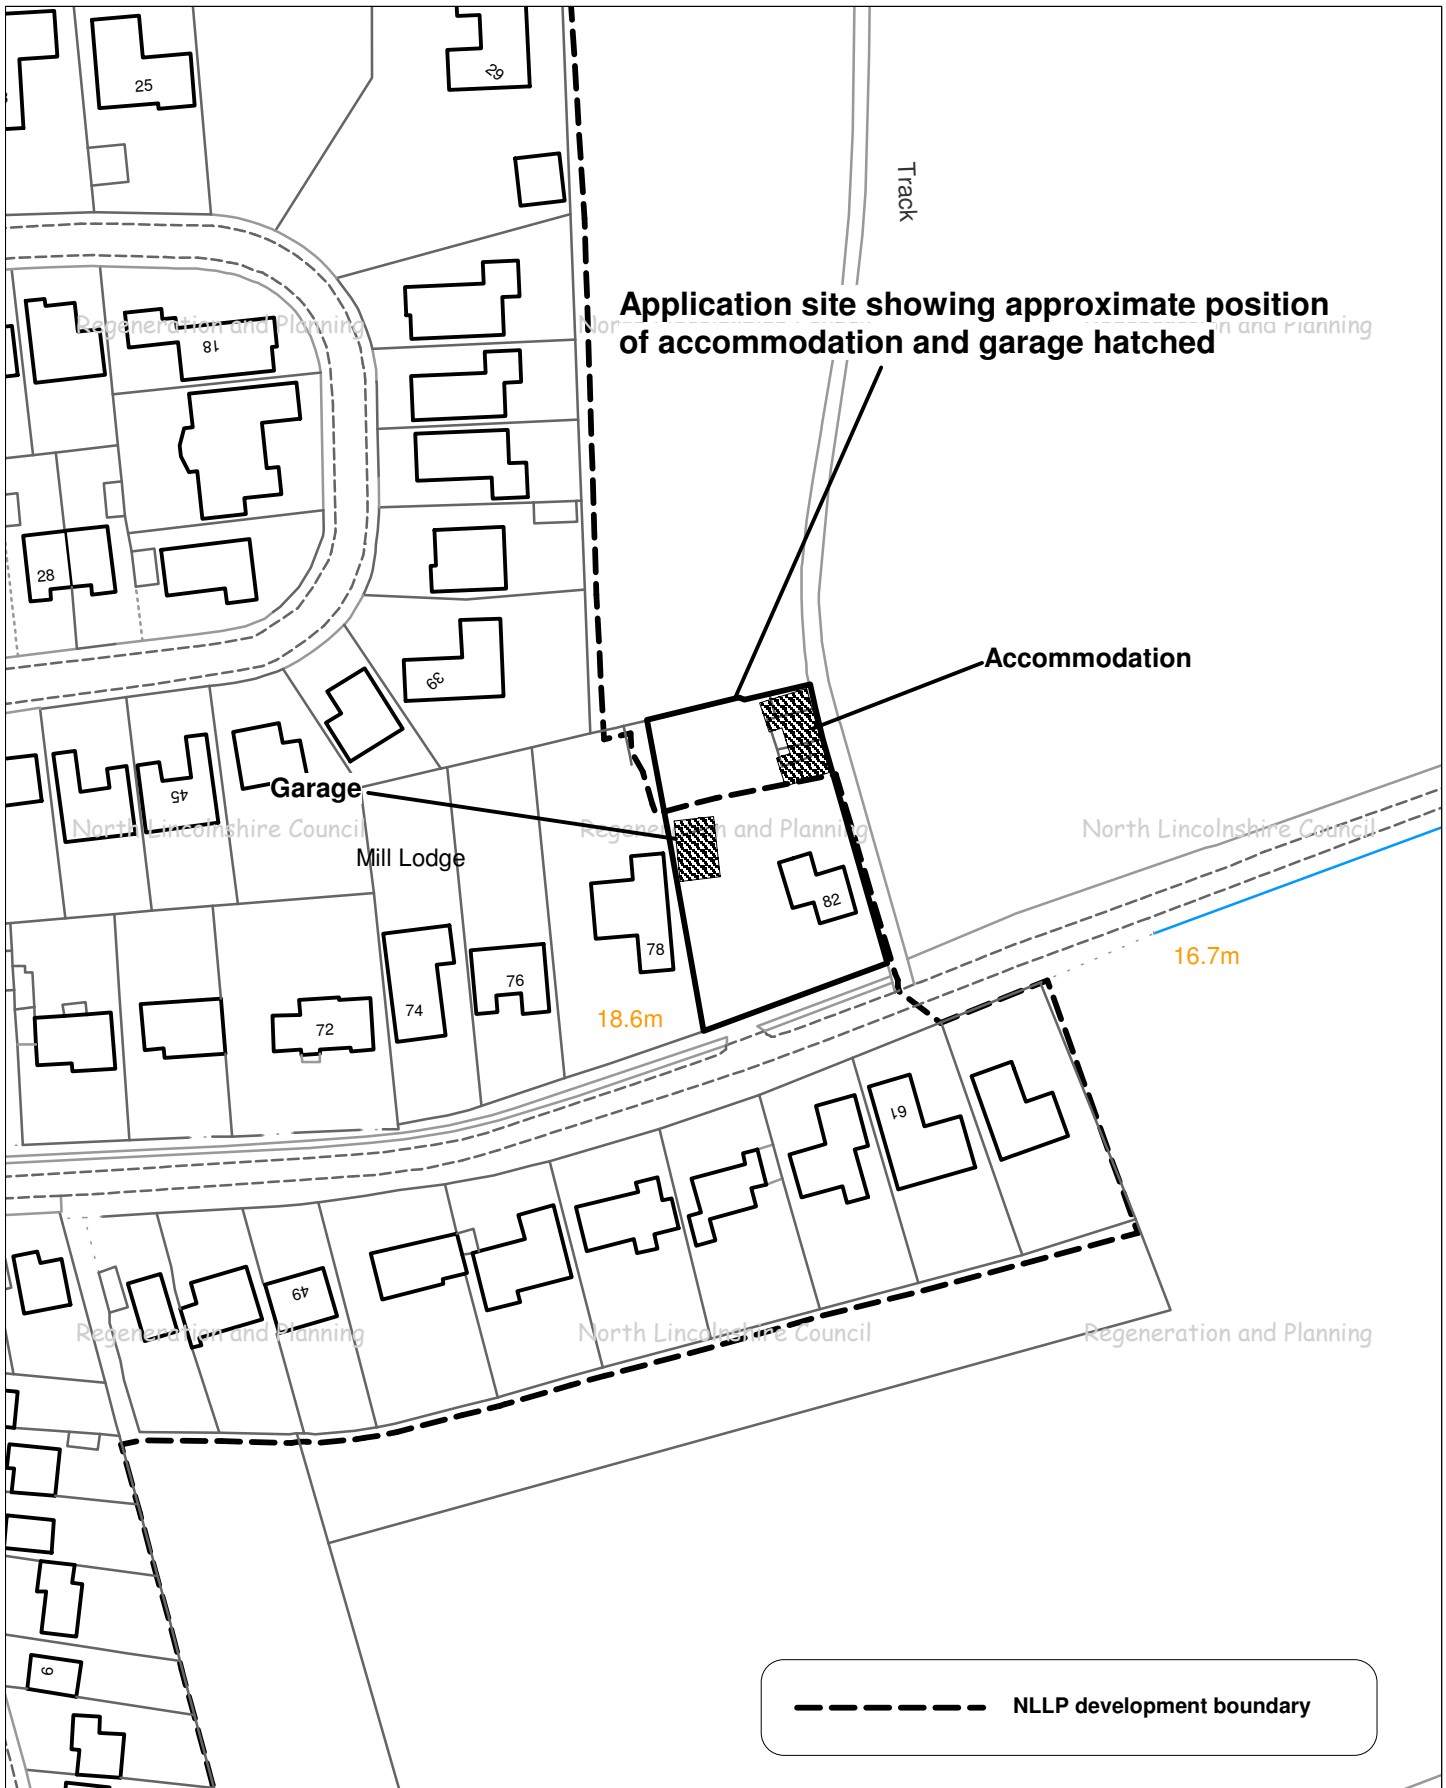 25
29
Track
Application site showing approximate position
of accommodation and garage hatched
Regeneration and Planning
18
28
39
Accommodation
45
Garage
North Lincolnshire Council
Regeneration and Planning
North Lincolnshire Council
Mill Lodge
82
78
76
74
72
18.6m
16.7m
61
49
Regeneration and Planning
North Lincolnshire Council
Regeneration and Planning
9
NLLP development boundary